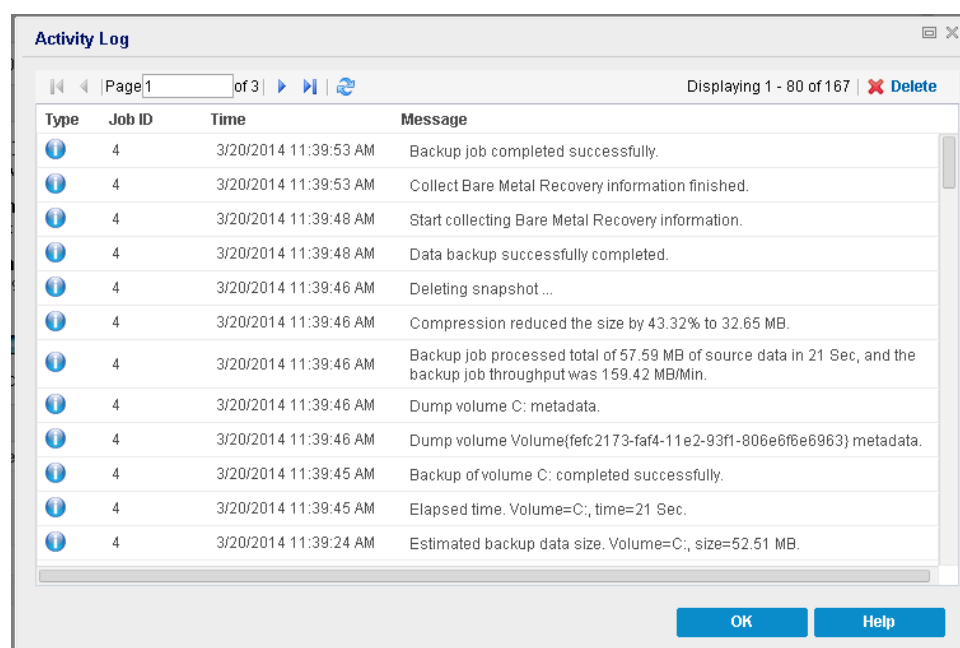 Activity Log
Page 1 of 3 Displaying 1 - 80 of 167 Delete
Type Job ID Time Message
4 3/20/2014 11:39:53 AM Backup job completed successfully.
4 3/20/2014 11:39:53 AM Collect Bare Metal Recovery information finished.
4 3/20/2014 11:39:48 AM Start collecting Bare Metal Recovery information.
4 3/20/2014 11:39:48 AM Data backup successfully completed.
4 3/20/2014 11:39:46 AM Deleting snapshot ...
4 3/20/2014 11:39:46 AM Compression reduced the size by 43.32% to 32.65 MB.
4 3/20/2014 11:39:46 AM Backup job processed total of 57.59 MB of source data in 21 Sec, and the
backup job throughput was 159.42 MB/Min.
4 3/20/2014 11:39:46 AM Dump volume C: metadata.
4 3/20/2014 11:39:46 AM Dump volume Volume{fefc2173-faf4-11e2-93f1-806e6f6e6963} metadata.
4 3/20/2014 11:39:45 AM Backup of volume C: completed successfully.
4 3/20/2014 11:39:45 AM Elapsed time. Volume=C:, time=21 Sec.
4 3/20/2014 11:39:24 AM Estimated backup data size. Volume=C:, size=52.51 MB.
OK Help